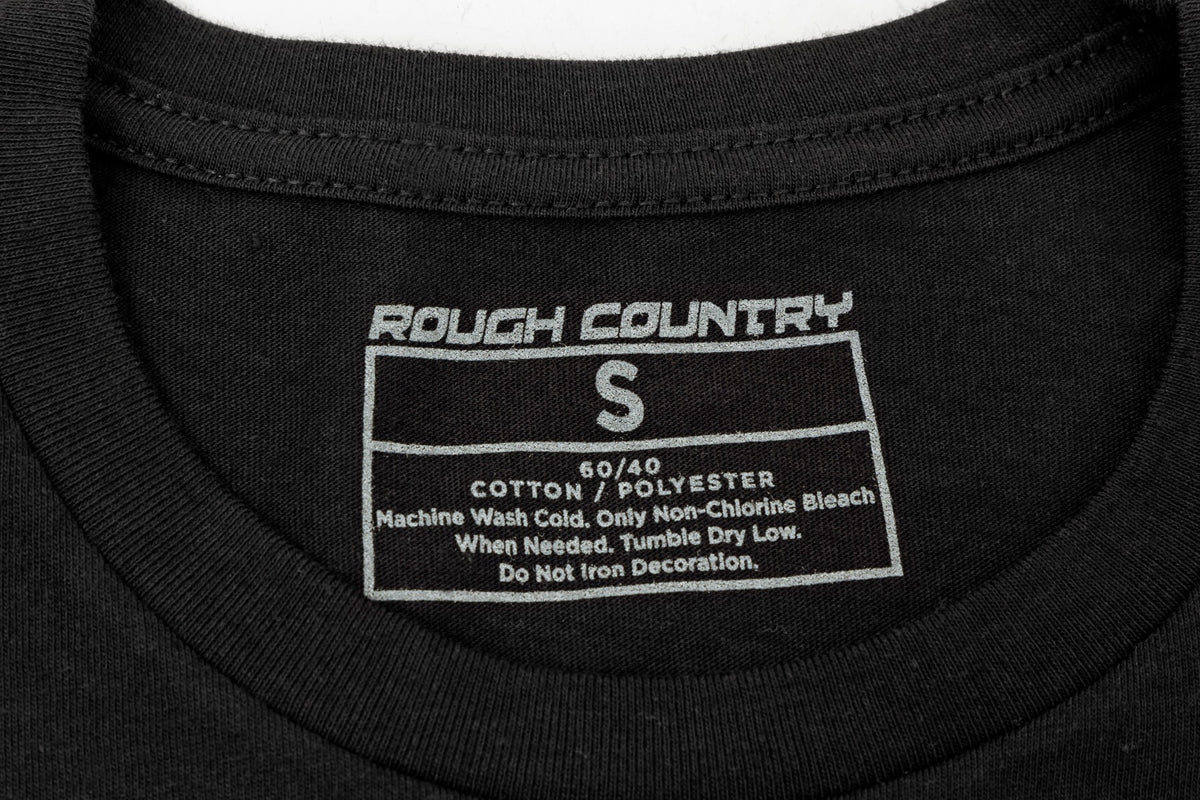 ROUGH COUNTRY
S
60/40
COTTON / POLYESTER
Machine Wash Cold. Only Non-Chlorine Bleach
When Needed. Tumble Dry Low.
Do Not Iron Decoration.